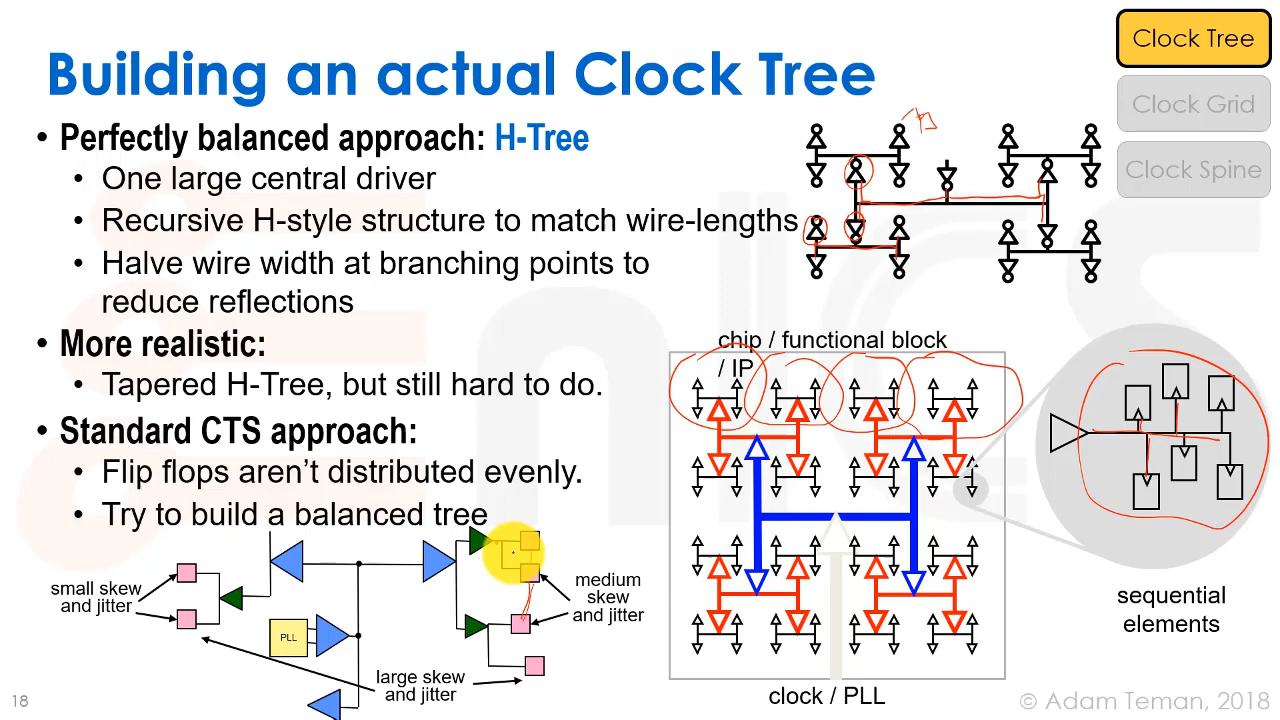 Building an actual Clock Tree
Clock Tree
Clock Grid
Clock Spine
• Perfectly balanced approach: H-Tree
• One large central driver
• Recursive H-style structure to match wire-lengths
• Halve wire width at branching points to
reduce reflections
• More realistic:
• Tapered H-Tree, but still hard to do.
• Standard CTS approach:
• Flip flops aren't distributed evenly.
• Try to build a balanced tree
small skew
and jitter
PLL
large skew
and jitter
medium
skew
and jitter
chip / functional block
/ IP
clock / PLL
sequential
elements
18
© Adam Teman, 2018